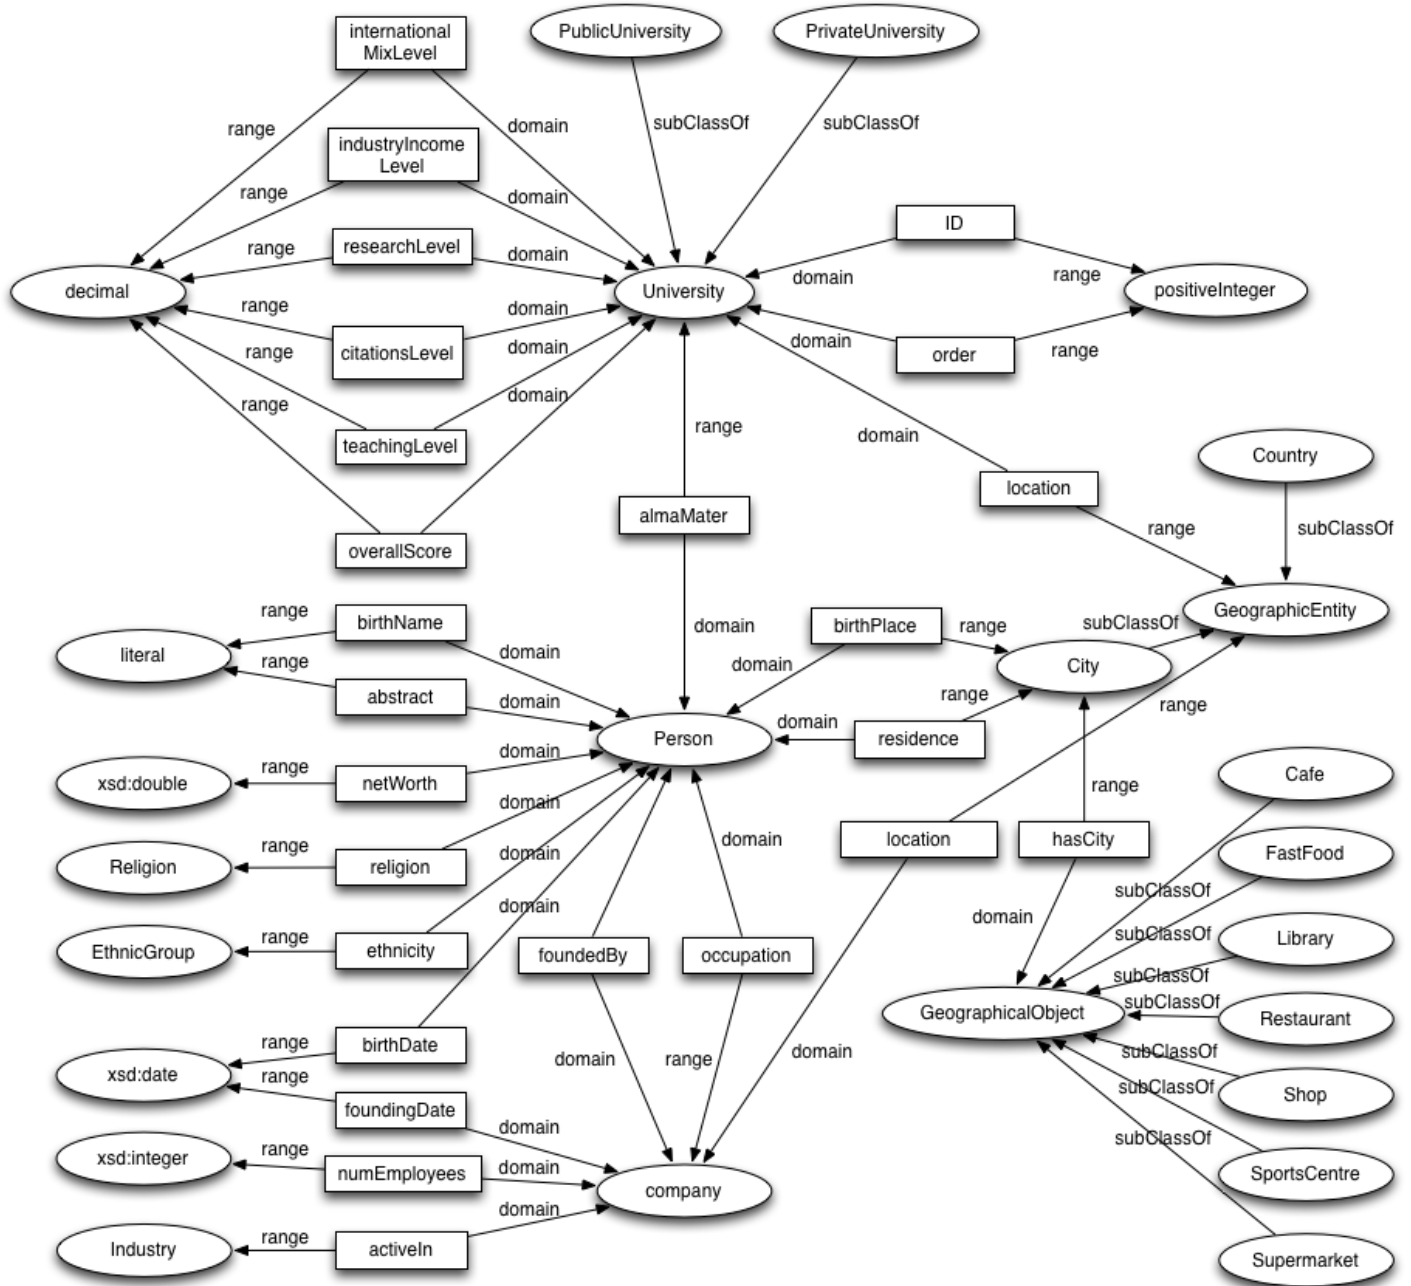 international
MixLevel
PublicUniversity
PrivateUniversity
range
domain
subClassOf
subClassOf
industryIncome
Level
range
domain
ID
researchLevel
range
domain
domain
range
decimal
University
positiveInteger
range
domain
citationsLevel
order
domain
range
range
domain
range
domain
teachingLevel
range
domain
Country
location
almaMater
range
subClassOf
overallScore
birthName
range
GeographicEntity
birthPlace
range
subClassOf
domain
literal
domain
range
domain
City
abstract
domain
range
range
Person
domain
residence
domain
range
xsd:double
netWorth
Cafe
range
domain
religion
range
Religion
domain
location
hasCity
domain
FastFood
subClassOf
domain
domain
range
EthnicGroup
ethnicity
foundedBy
occupation
subClassOf
Library
subClassOf
GeographicalObject
subClassOf
Restaurant
range
birthDate
domain
range
domain
subClassOf
xsd:date
range
foundingDate
subClassOf
Shop
domain
subClassOf
range
xsd:integer
numEmployees
domain
SportsCentre
company
domain
range
Industry
activeIn
Supermarket